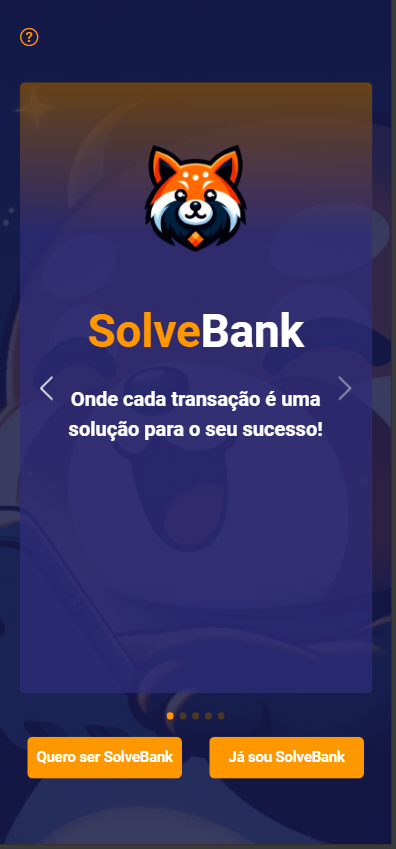 ?
SolveBank
Onde cada transação é uma
solução para o seu sucesso!
Quero ser SolveBank
Já sou SolveBank